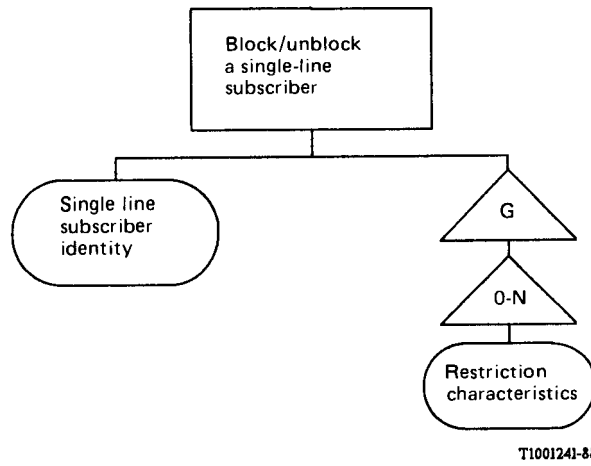 Block/unblock
a single-line
subscriber
Single line
subscriber
identity
G
0-N
Restriction
characteristics